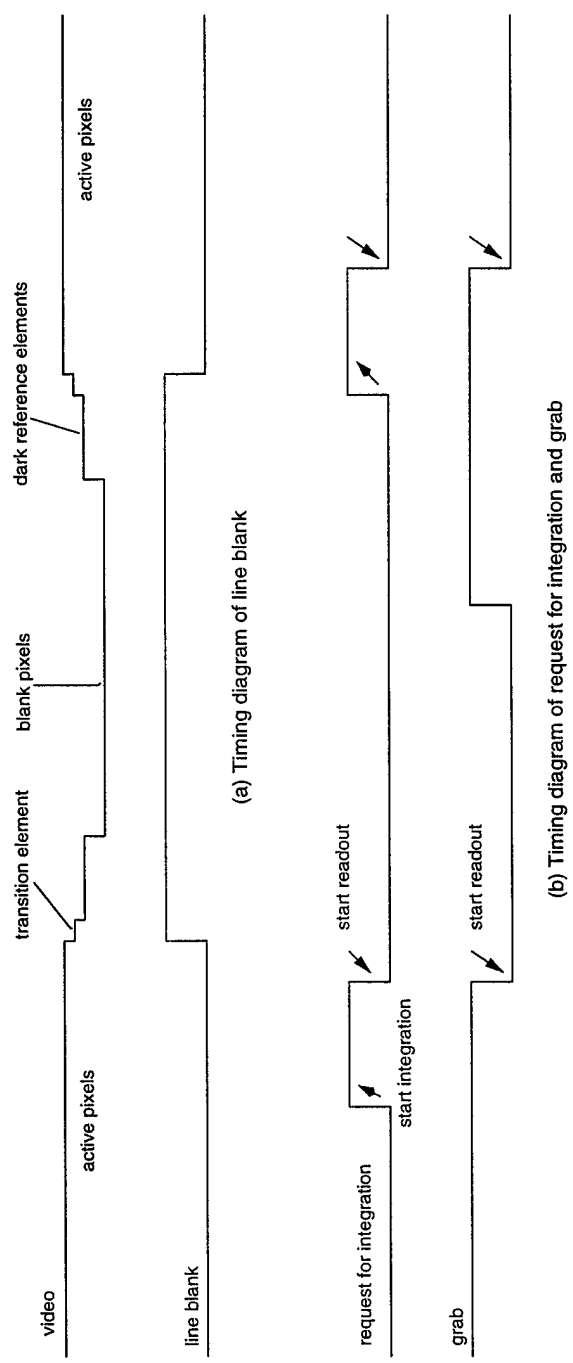 video
active pixels
transition element
blank pixels
dark reference elements
active pixels
line blank
(a) Timing diagram of line blank
request for integration
start integration
start readout
grab
start readout
(b) Timing diagram of request for integration and grab